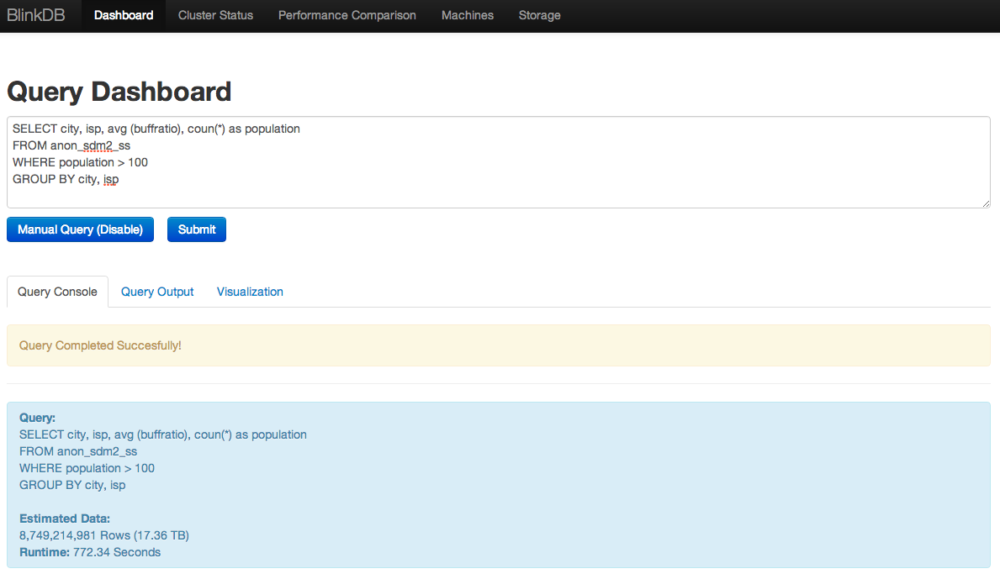 BlinkDB Dashboard Cluster Status Performance Comparison Machines Storage
Query Dashboard
SELECT city, isp, avg (buffratio), coun(*) as population
FROM anon_sdm2_ss
WHERE population > 100
GROUP BY city, isp
Manual Query (Disable) Submit
Query Console Query Output Visualization
Query Completed Succesfully!
Query:
SELECT city, isp, avg (buffratio), coun(*) as population
FROM anon_sdm2_ss
WHERE population > 100
GROUP BY city, isp
Estimated Data:
8,749,214,981 Rows (17.36 TB)
Runtime: 772.34 Seconds